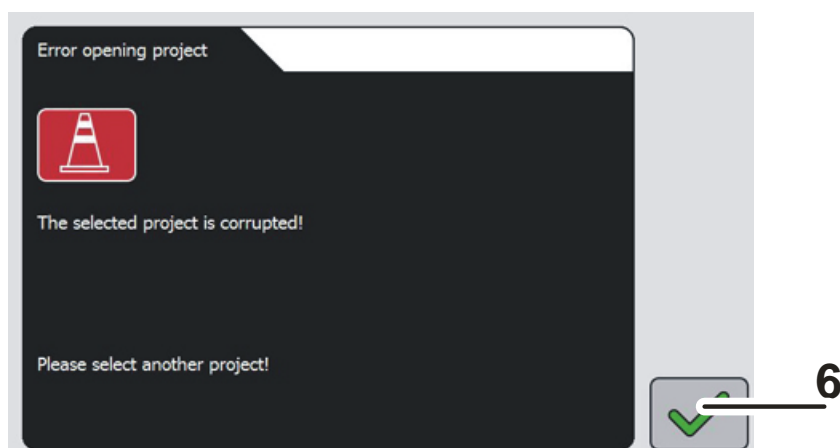 Error opening project
The selected project is corrupted!
Please select another project!
6